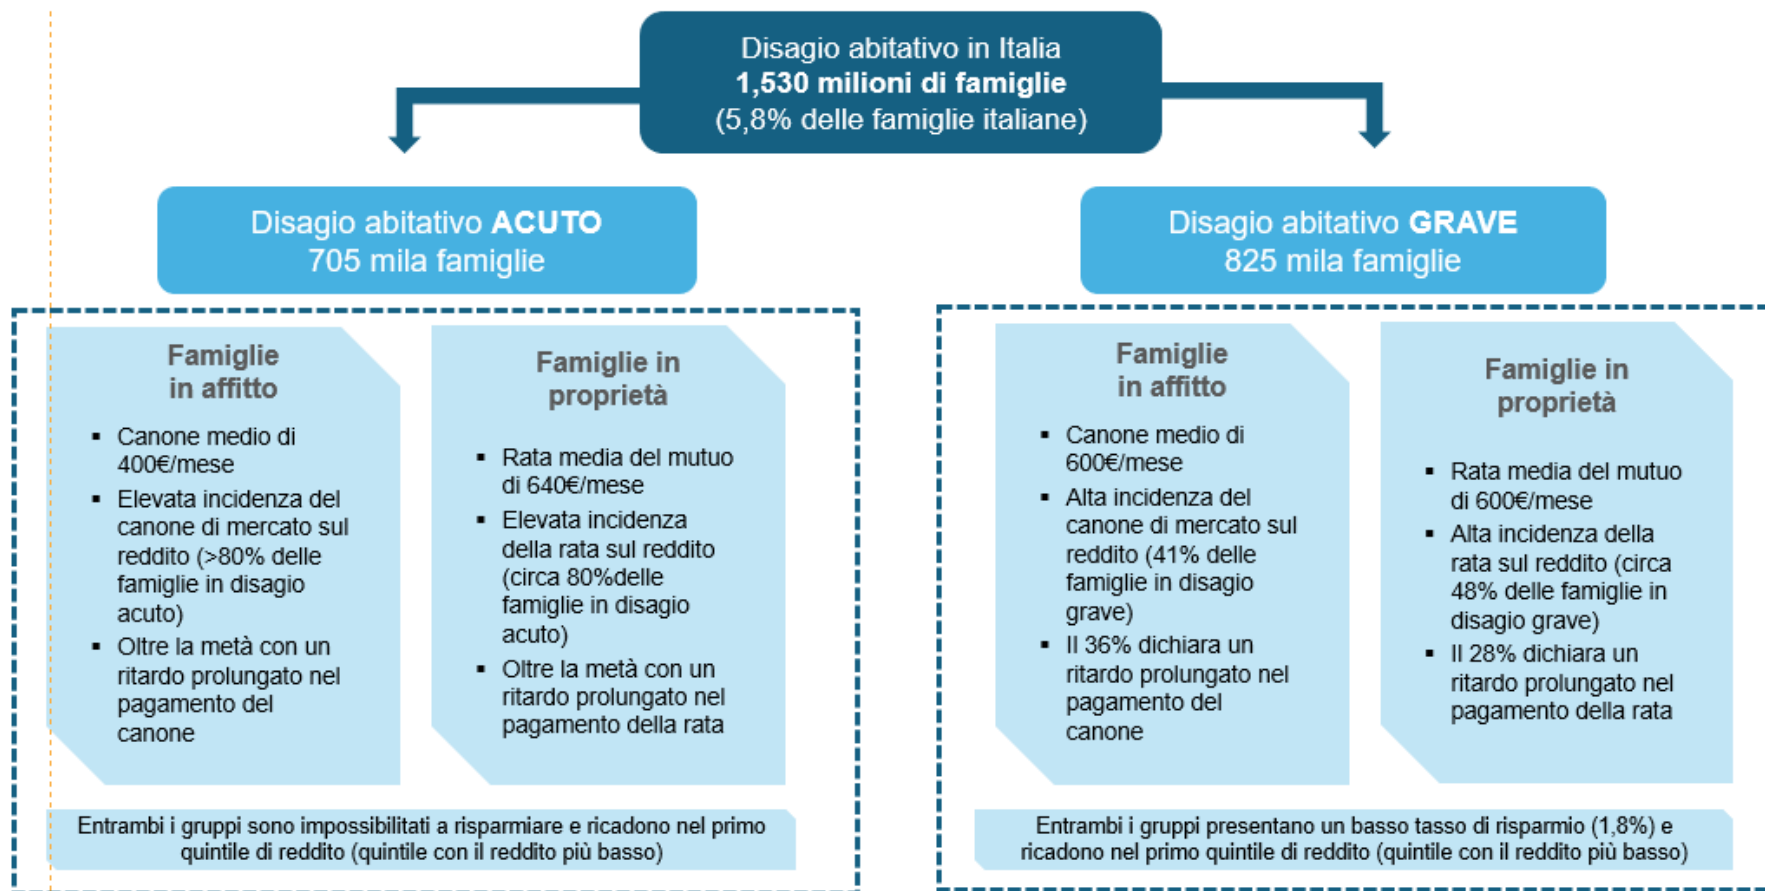 Disagio abitativo in Italia
1,530 milioni di famiglie
(5,8% delle famiglie italiane)
Disagio abitativo ACUTO
705 mila famiglie
Famiglie
in affitto
▪ Canone medio di
400€/mese
▪ Elevata incidenza del
canone di mercato sul
reddito (>80% delle
famiglie in disagio
acuto)
▪ Oltre la metà con un
ritardo prolungato nel
pagamento del
canone
Famiglie in
proprietà
▪ Rata media del mutuo
di 640€/mese
▪ Elevata incidenza
della rata sul reddito
(circa 80%delle
famiglie in disagio
acuto)
▪ Oltre la metà con un
ritardo prolungato nel
pagamento della rata
Entrambi i gruppi sono impossibilitati a risparmiare e ricadono nel primo
quintile di reddito (quintile con il reddito più basso)
Disagio abitativo GRAVE
825 mila famiglie
Famiglie
in affitto
▪ Canone medio di
600€/mese
▪ Alta incidenza del
canone di mercato sul
reddito (41% delle
famiglie in disagio
grave)
▪ Il 36% dichiara un
ritardo prolungato nel
pagamento del
canone
Famiglie in
proprietà
▪ Rata media del mutuo
di 600€/mese
▪ Alta incidenza della
rata sul reddito (circa
48% delle famiglie in
disagio grave)
▪ Il 28% dichiara un
ritardo prolungato nel
pagamento della rata
Entrambi i gruppi presentano un basso tasso di risparmio (1,8%) e
ricadono nel primo quintile di reddito (quintile con il reddito più basso)